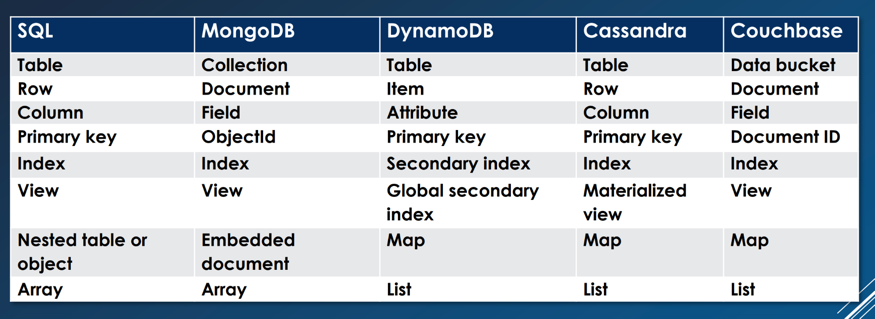 SQL MongoDB DynamoDB Cassandra Couchbase
Table Collection Table Table Data bucket
Row Document Item Row Document
Column Field Attribute Column Field
Primary key ObjectId Primary key Primary key Document ID
Index Index Secondary index Index Index
View View Global secondary index Materialized view View
Nested table or object Embedded document Map Map Map
Array Array List List List